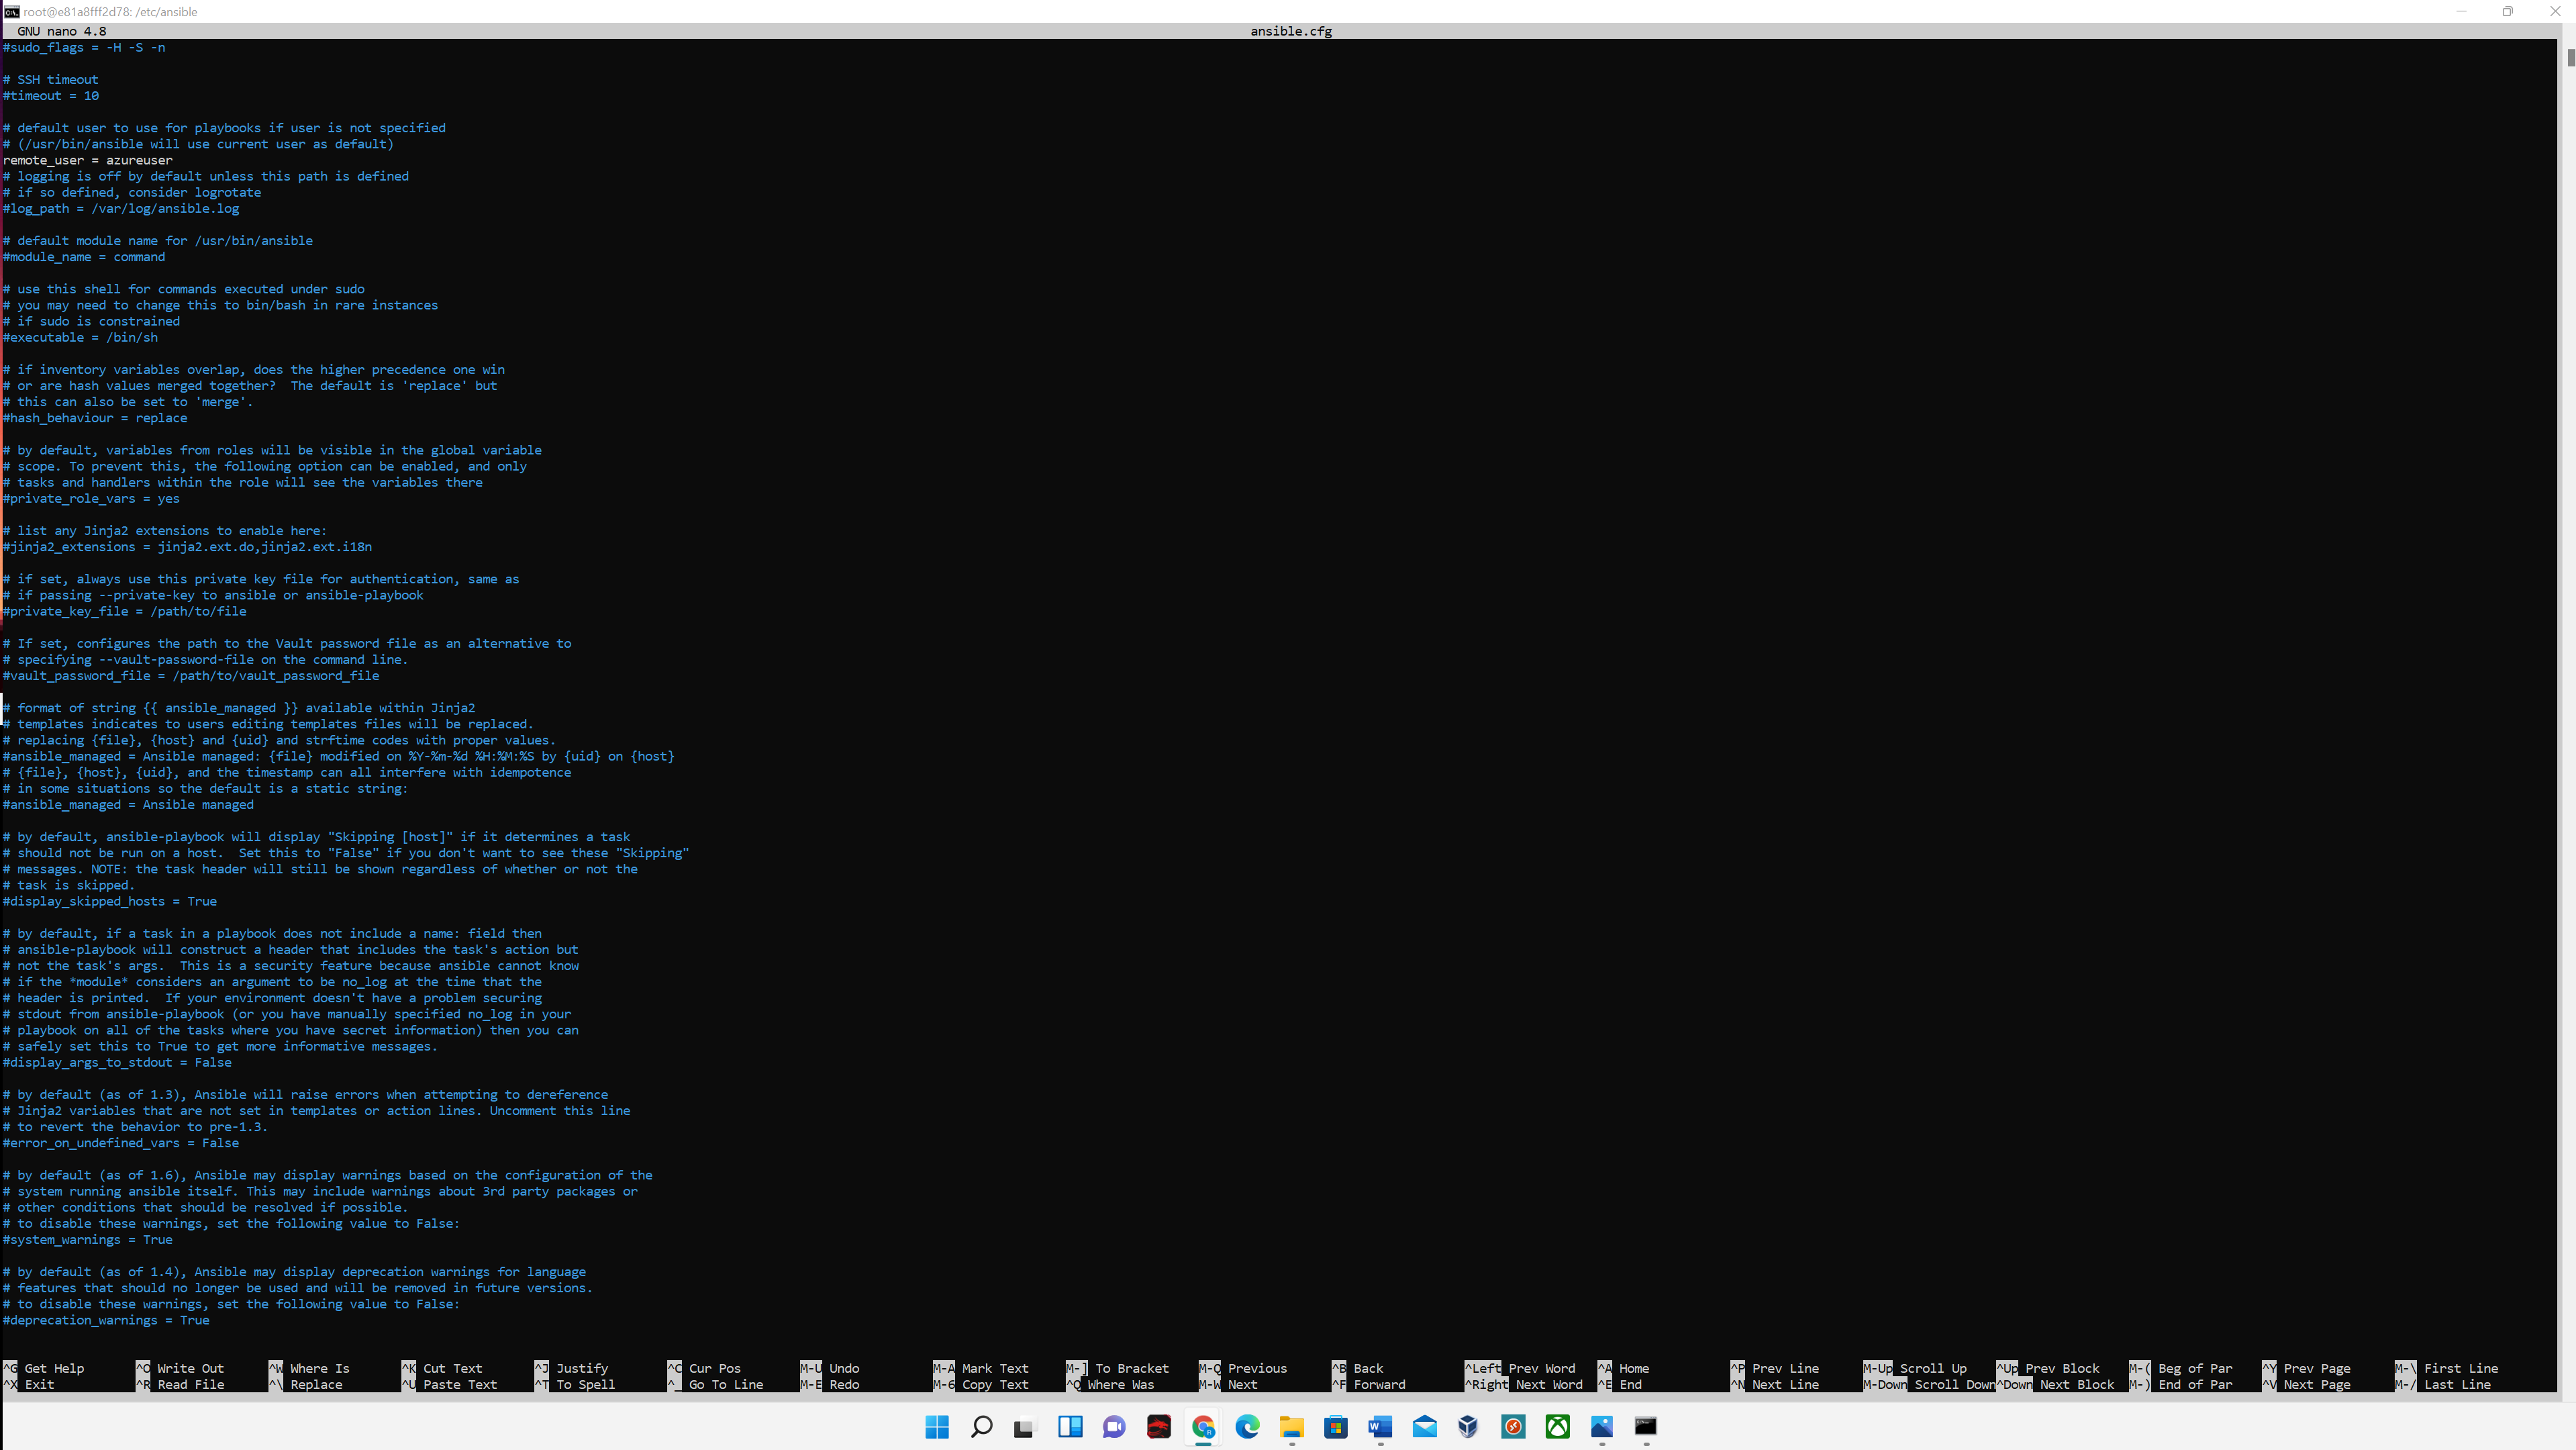 root@e81a8fff2d78: /etc/ansible
GNU nano 4.8 ansible.cfg
#sudo_flags = -H -S -n
# SSH timeout
#timeout = 10
# default user to use for playbooks if user is not specified
# (/usr/bin/ansible will use current user as default)
remote_user = azureuser
# logging is off by default unless this path is defined
# if so defined, consider logrotate
#log_path = /var/log/ansible.log
# default module name for /usr/bin/ansible
#module_name = command
# use this shell for commands executed under sudo
# you may need to change this to bin/bash in rare instances
# if sudo is constrained
#executable = /bin/sh
# if inventory variables overlap, does the higher precedence one win
# or are hash values merged together?  The default is 'replace' but
# this can also be set to 'merge'.
#hash_behaviour = replace
# by default, variables from roles will be visible in the global variable
# scope. To prevent this, the following option can be enabled, and only
# tasks and handlers within the role will see the variables there
#private_role_vars = yes
# list any Jinja2 extensions to enable here:
#jinja2_extensions = jinja2.ext.do,jinja2.ext.i18n
# if set, always use this private key file for authentication, same as
# if passing --private-key to ansible or ansible-playbook
#private_key_file = /path/to/file
# If set, configures the path to the Vault password file as an alternative to
# specifying --vault-password-file on the command line.
#vault_password_file = /path/to/vault_password_file
# format of string {{ ansible_managed }} available within Jinja2
# templates indicates to users editing templates files will be replaced.
# replacing {file}, {host} and {uid} and strftime codes with proper values.
#ansible_managed = Ansible managed: {file} modified on %Y-%m-%d %H:%M:%S by {uid} on {host}
# {file}, {host}, {uid}, and the timestamp can all interfere with idempotence
# in some situations so the default is a static string:
#ansible_managed = Ansible managed
# by default, ansible-playbook will display "Skipping [host]" if it determines a task
# should not be run on a host.  Set this to "False" if you don't want to see these "Skipping"
# messages. NOTE: the task header will still be shown regardless of whether or not the
# task is skipped.
#display_skipped_hosts = True
# by default, if a task in a playbook does not include a name: field then
# ansible-playbook will construct a header that includes the task's action but
# not the task's args.  This is a security feature because ansible cannot know
# if the *module* considers an argument to be no_log at the time that the
# header is printed.  If your environment doesn't have a problem securing
# stdout from ansible-playbook (or you have manually specified no_log in your
# playbook on all of the tasks where you have secret information) then you can
# safely set this to True to get more informative messages.
#display_args_to_stdout = False
# by default (as of 1.3), Ansible will raise errors when attempting to dereference
# Jinja2 variables that are not set in templates or action lines. Uncomment this line
# to revert the behavior to pre-1.3.
#error_on_undefined_vars = False
# by default (as of 1.6), Ansible may display warnings based on the configuration of the
# system running ansible itself. This may include warnings about 3rd party packages or
# other conditions that should be resolved if possible.
# to disable these warnings, set the following value to False:
#system_warnings = True
# by default (as of 1.4), Ansible may display deprecation warnings for language
# features that should no longer be used and will be removed in future versions.
# to disable these warnings, set the following value to False:
#deprecation_warnings = True
^G Get Help ^O Write Out ^W Where Is ^K Cut Text ^J Justify ^C Cur Pos M-U Undo M-A Mark Text M-] To Bracket M-Q Previous ^B Back ^Left Prev Word ^A Home ^P Prev Line M-Up Scroll Up ^Up Prev Block M-( Beg of Par ^Y Prev Page M-\ First Line
^X Exit ^R Read File ^\ Replace ^U Paste Text ^T To Spell ^_ Go To Line M-E Redo M-6 Copy Text ^Q Where Was M-W Next ^F Forward ^Right Next Word ^E End ^N Next Line M-Down Scroll Down ^Down Next Block M-) End of Par ^V Next Page M-/ Last Line